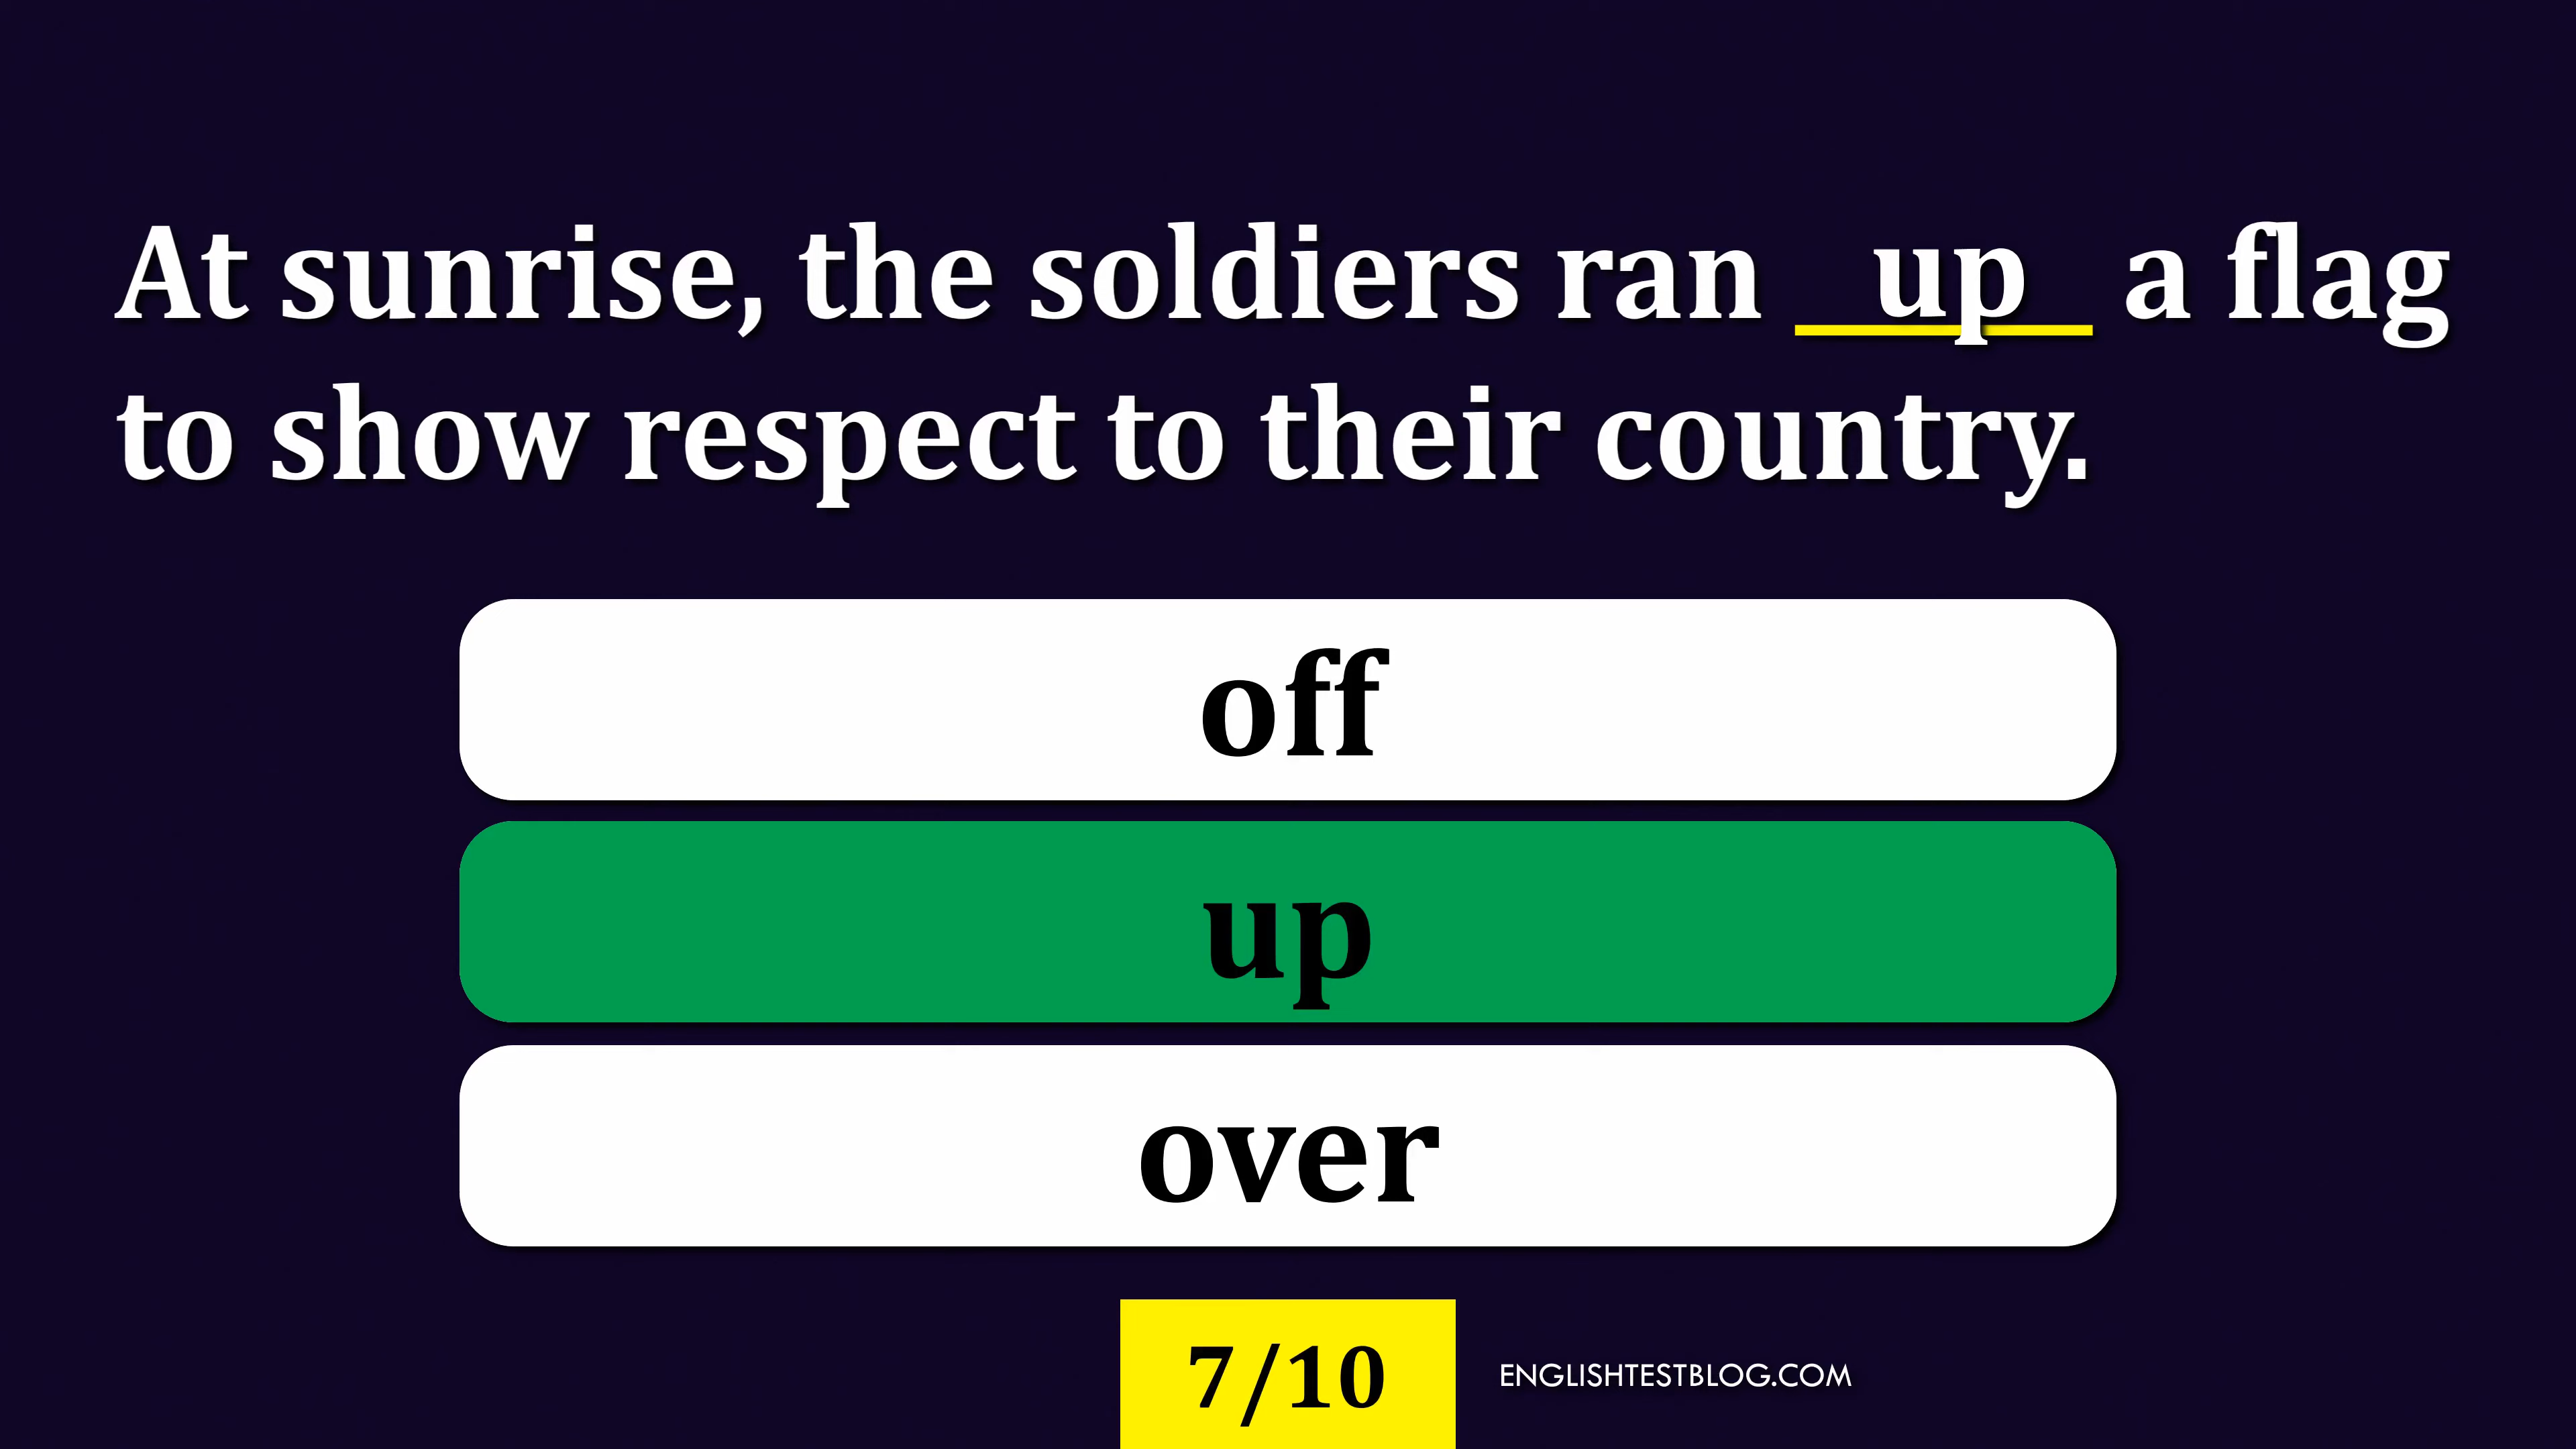 At sunrise, the soldiers ran up a flag
to show respect to their country.
off
up
over
7/10
ENGLISHTESTBLOG.COM